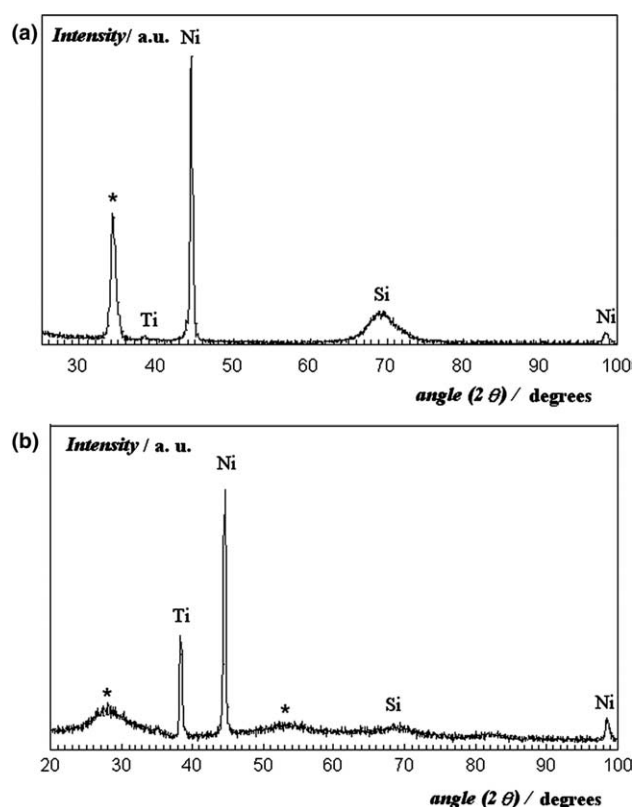 (a)
Intensity/ a.u.
Ni
*
Ti
Si
Ni
30 40 50 60 70 80 90 100
angle (2 θ) / degrees
(b)
Intensity / a. u.
Ni
Ti
*
*
Si
Ni
20 30 40 50 60 70 80 90 100
angle (2 θ) / degrees